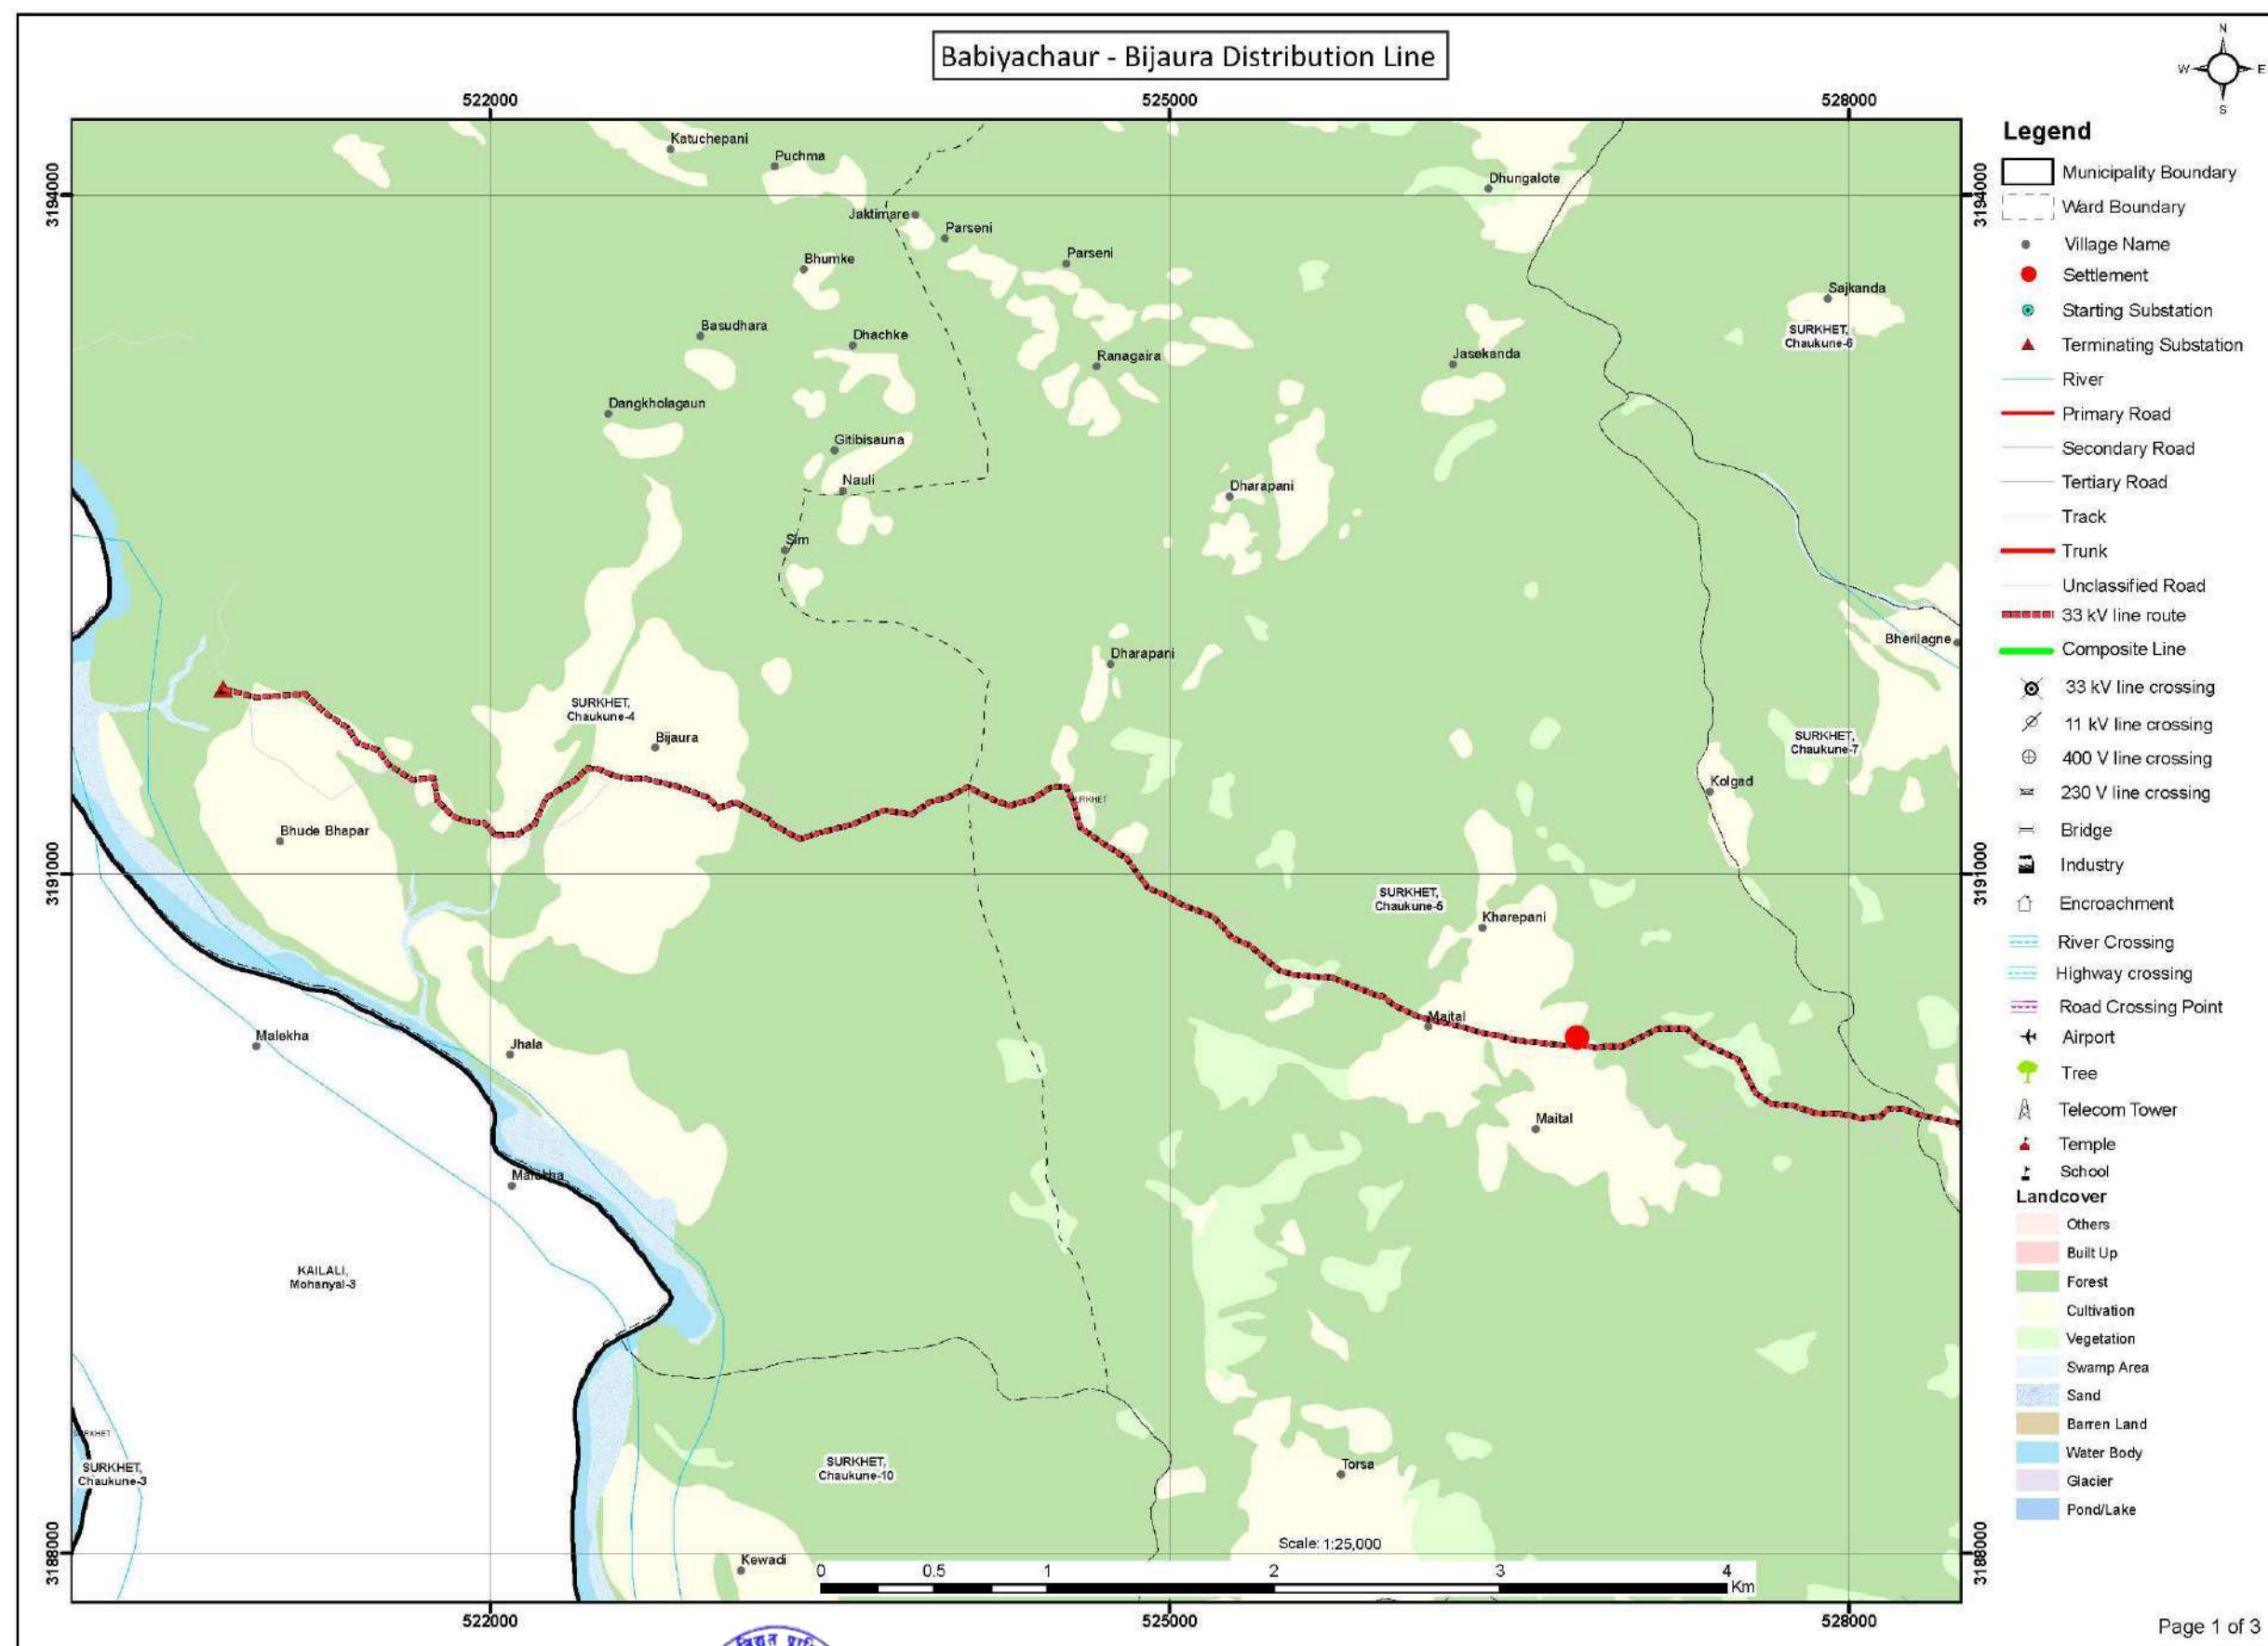 Babiyachaur - Bijaura Distribution Line
N
W
E
S
522000
525000
528000
3194000
3194000
Katuchepani
Puchma
Jaktimare
Parseni
Parseni
Dhungalote
Bhumke
Sajkanda
SURKHET,
Chaukune-6
Basudhara
Dhachke
Ranagaira
Jasekanda
Dangkholagaun
Gitibisauna
Nauli
Dharapani
Sim
Dharapani
Bherilagne
SURKHET,
Chaukune-4
Bijaura
SURKHET,
Chaukune-7
Kolgad
Bhude Bhapar
3191000
3191000
SURKHET,
Chaukune-5
Kharepani
Maital
Malekha
Jhala
Maital
Malekha
KAILALI,
Mohanyal-3
SURKHET
SURKHET,
Chaukune-3
SURKHET,
Chaukune-10
Torsa
Kewadi
3188000
3188000
Scale: 1:25,000
0
0.5
1
2
3
4
Km
522000
525000
528000
Legend
Municipality Boundary
Ward Boundary
Village Name
Settlement
Starting Substation
Terminating Substation
River
Primary Road
Secondary Road
Tertiary Road
Track
Trunk
Unclassified Road
33 kV line route
Composite Line
33 kV line crossing
11 kV line crossing
400 V line crossing
230 V line crossing
Bridge
Industry
Encroachment
River Crossing
Highway crossing
Road Crossing Point
Airport
Tree
Telecom Tower
Temple
School
Landcover
Others
Built Up
Forest
Cultivation
Vegetation
Swamp Area
Sand
Barren Land
Water Body
Glacier
Pond/Lake
Page 1 of 3